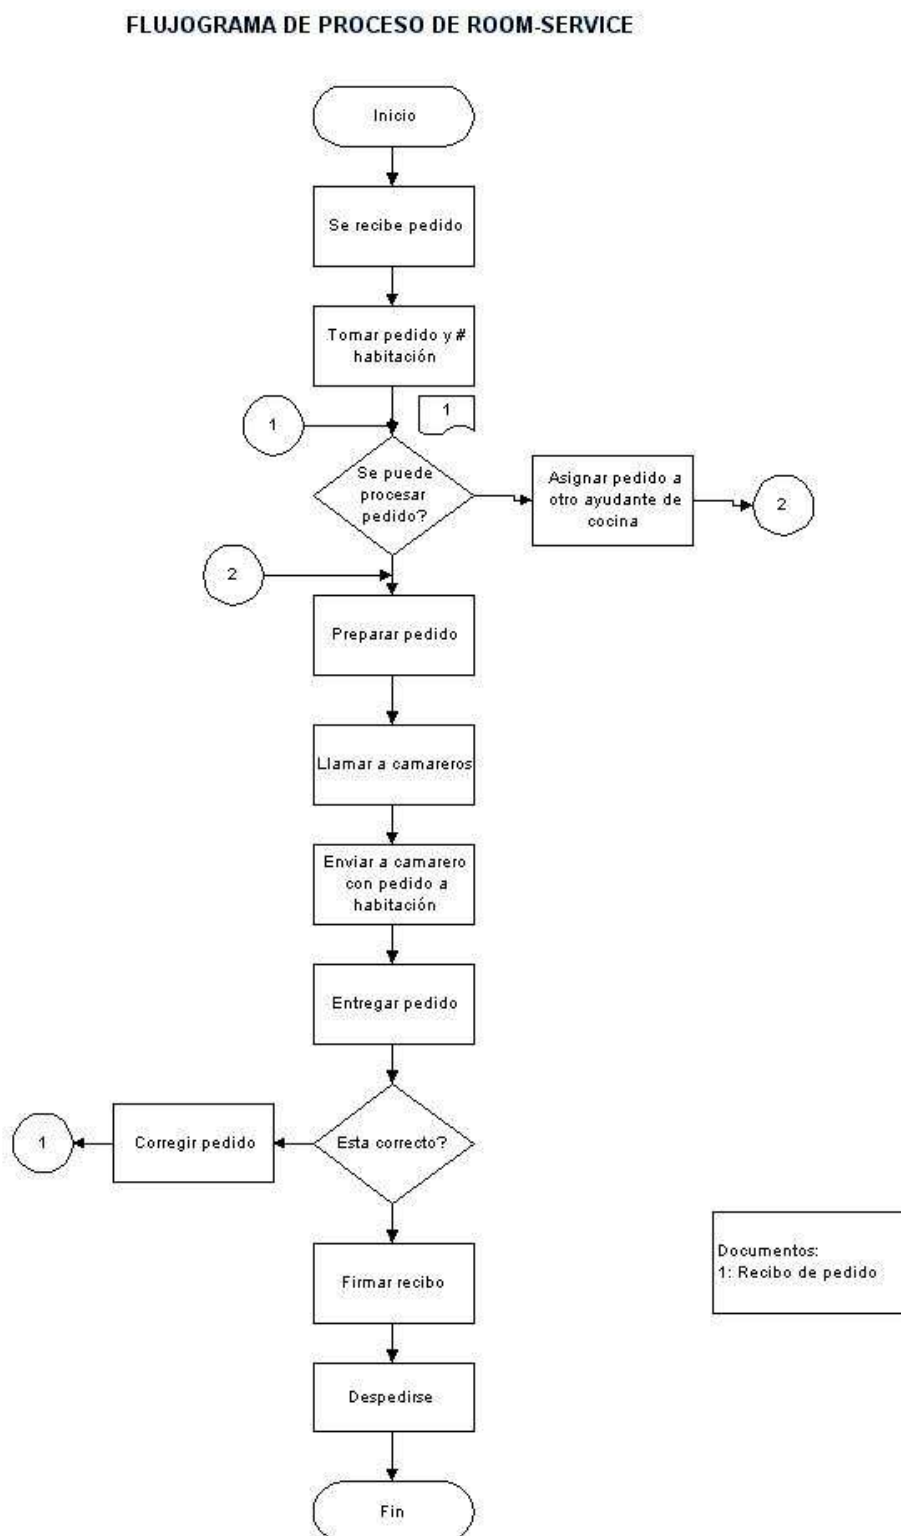 FLUJOGRAMA DE PROCESO DE ROOM-SERVICE
Inicio
Se recibe pedido
Tomar pedido y #
habitación
1
1
Se puede
procesar
pedido?
Asignar pedido a
otro ayudante de
cocina
2
2
Preparar pedido
Llamar a camareros
Enviar a camarero
con pedido a
habitación
Entregar pedido
1
Corregir pedido
Esta correcto?
Firmar recibo
Documentos:
1: Recibo de pedido
Despedirse
Fin